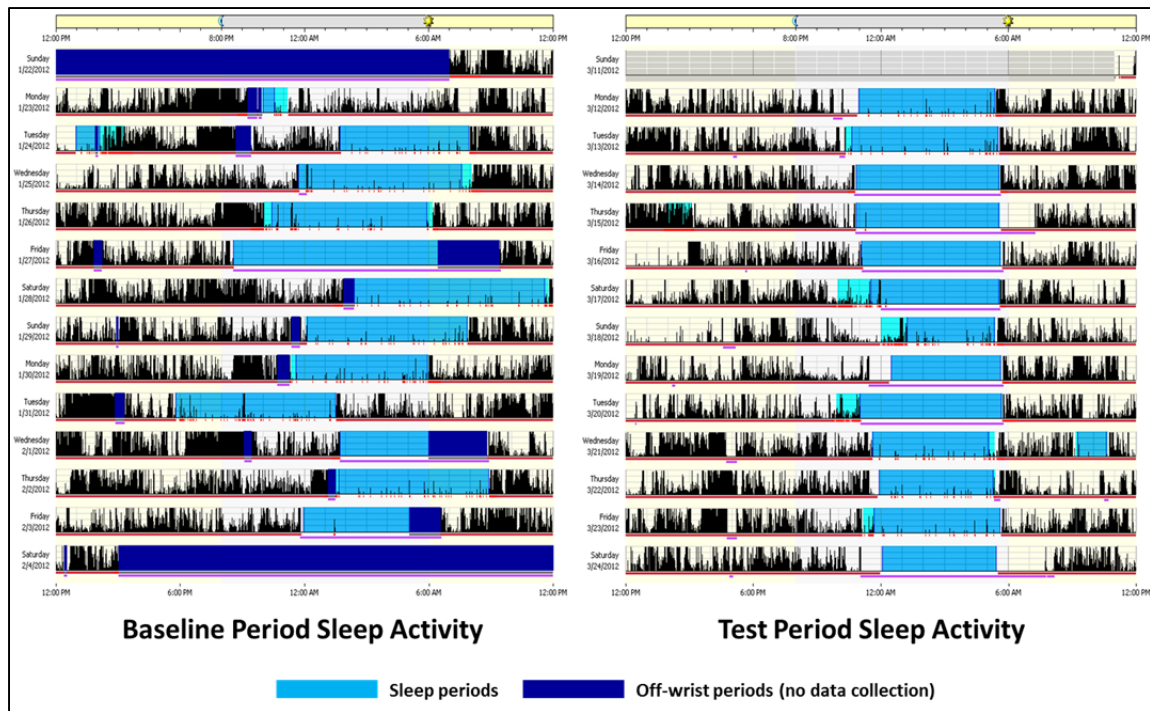 12:00 PM 8:00 PM 12:00 AM 6:00 AM 12:00 PM
Sunday
1/22/2012
Monday
1/23/2012
Tuesday
1/24/2012
Wednesday
1/25/2012
Thursday
1/26/2012
Friday
1/27/2012
Saturday
1/28/2012
Sunday
1/29/2012
Monday
1/30/2012
Tuesday
1/31/2012
Wednesday
2/1/2012
Thursday
2/2/2012
Friday
2/3/2012
Saturday
2/4/2012
12:00 PM 6:00 PM 12:00 AM 6:00 AM 12:00 PM
Baseline Period Sleep Activity
12:00 PM 8:00 PM 12:00 AM 6:00 AM 12:00 PM
Sunday
3/11/2012
Monday
3/12/2012
Tuesday
3/13/2012
Wednesday
3/14/2012
Thursday
3/15/2012
Friday
3/16/2012
Saturday
3/17/2012
Sunday
3/18/2012
Monday
3/19/2012
Tuesday
3/20/2012
Wednesday
3/21/2012
Thursday
3/22/2012
Friday
3/23/2012
Saturday
3/24/2012
12:00 PM 6:00 PM 12:00 AM 6:00 AM 12:00 PM
Test Period Sleep Activity
Sleep periods
Off-wrist periods (no data collection)